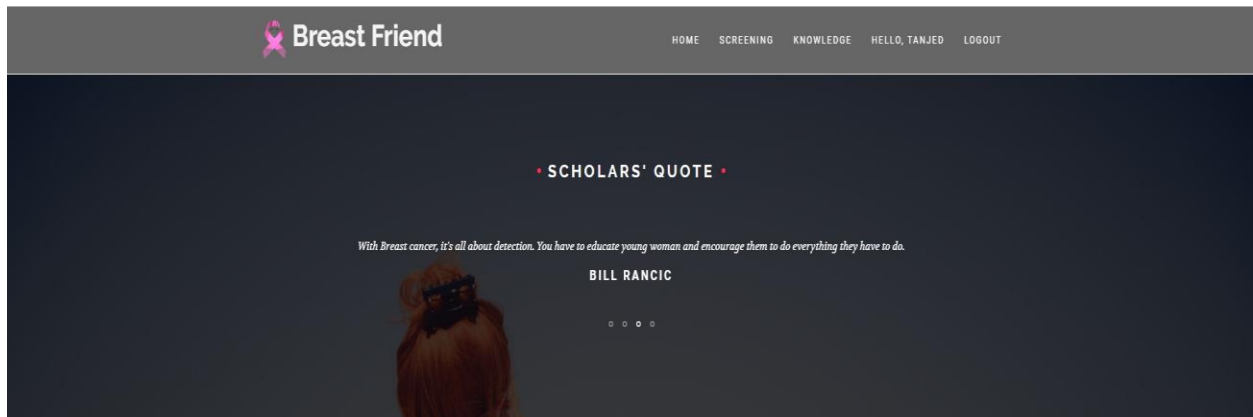 Breast Friend
HOME SCREENING KNOWLEDGE HELLO, TANJED LOGOUT
• SCHOLARS' QUOTE •
With Breast cancer, it's all about detection. You have to educate young woman and encourage them to do everything they have to do.
BILL RANCIC